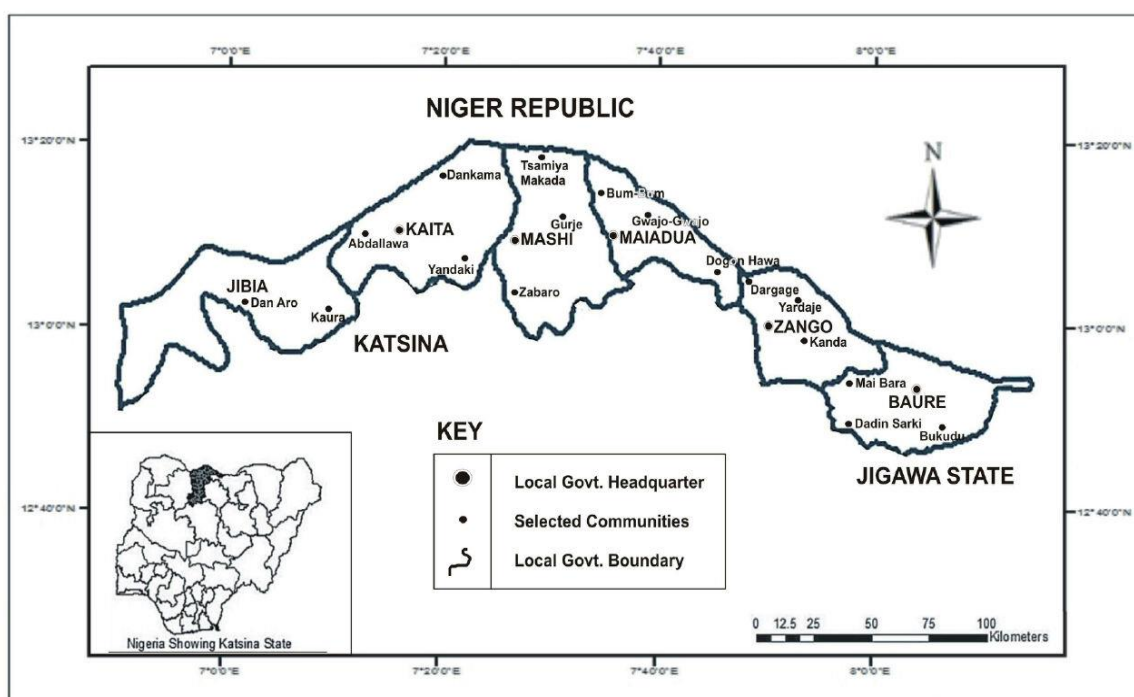 7°0'0"E 7°20'0"E 7°40'0"E 8°0'0"E
NIGER REPUBLIC
13°20'0"N 13°20'0"N
N
Tsamiya
Makada
Dankama
Bum-Bum
Gurje
Gwajo-Gwajo
KAITA
Abdallawa
MASHI
MAIADUA
Yandaki
Dogon Hawa
JIBIA
Dargage
Zabaro
Dan Aro
Yardaje
Kaura
13°0'0"N 13°0'0"N
ZANGO
KATSINA
Kanda
Mai Bara
BAURE
Dadin Sarki
Bukudu
KEY
JIGAWA STATE
Local Govt. Headquarter
12°40'0"N 12°40'0"N
Selected Communities
Local Govt. Boundary
0 12.5 25 50 75 100
Kilometers
Nigeria Showing Katsina State
7°0'0"E 7°20'0"E 7°40'0"E 8°0'0"E